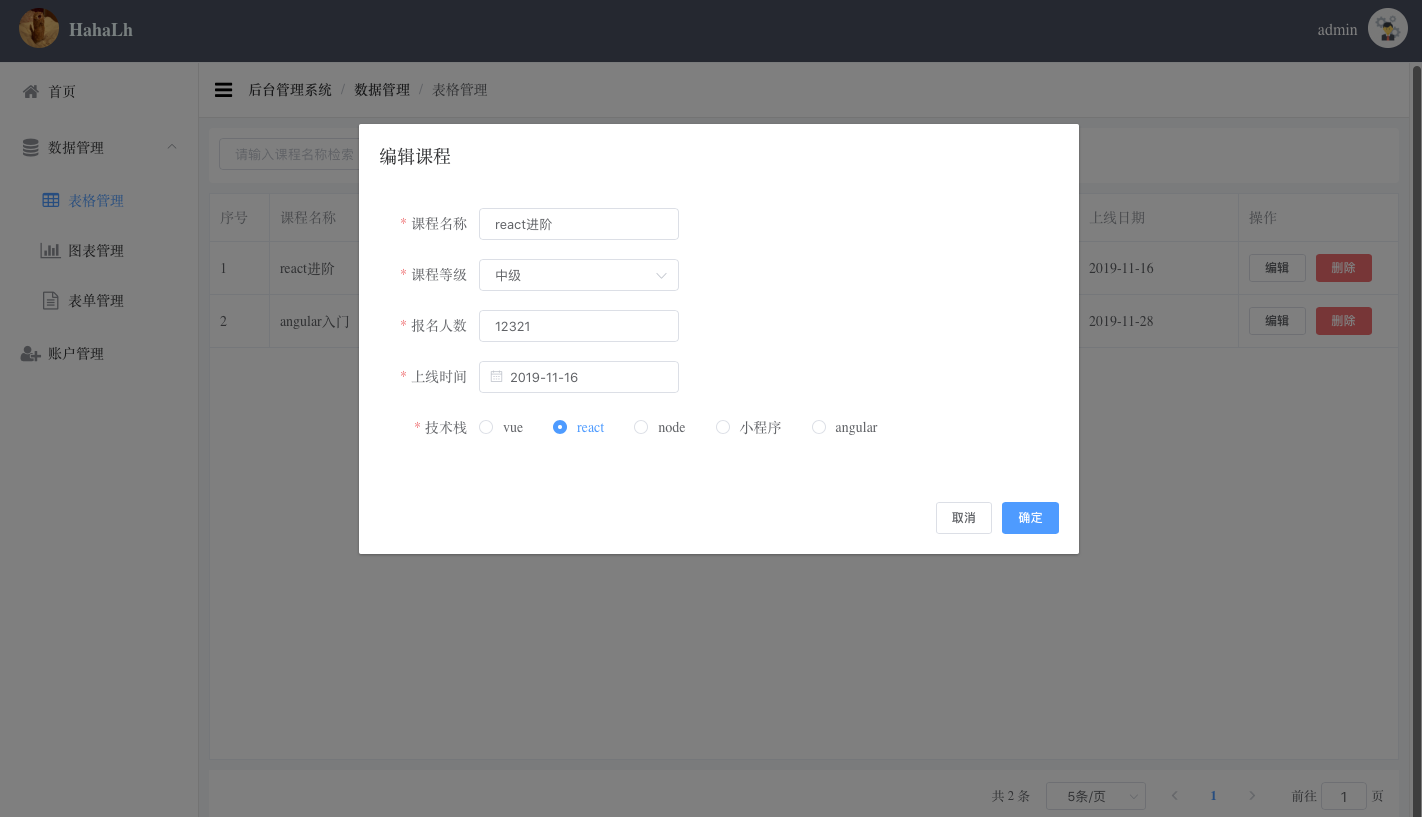 HahaLh
admin
首页
数据管理
表格管理
图表管理
表单管理
账户管理
后台管理系统 / 数据管理 / 表格管理
请输入课程名称检索
序号 课程名称 上线日期 操作
1 react进阶 2019-11-16 编辑 删除
2 angular入门 2019-11-28 编辑 删除
编辑课程
* 课程名称 react进阶
* 课程等级 中级
* 报名人数 12321
* 上线时间 2019-11-16
* 技术栈 vue react node 小程序 angular
取消 确定
共 2 条 5条/页 1 前往 1 页